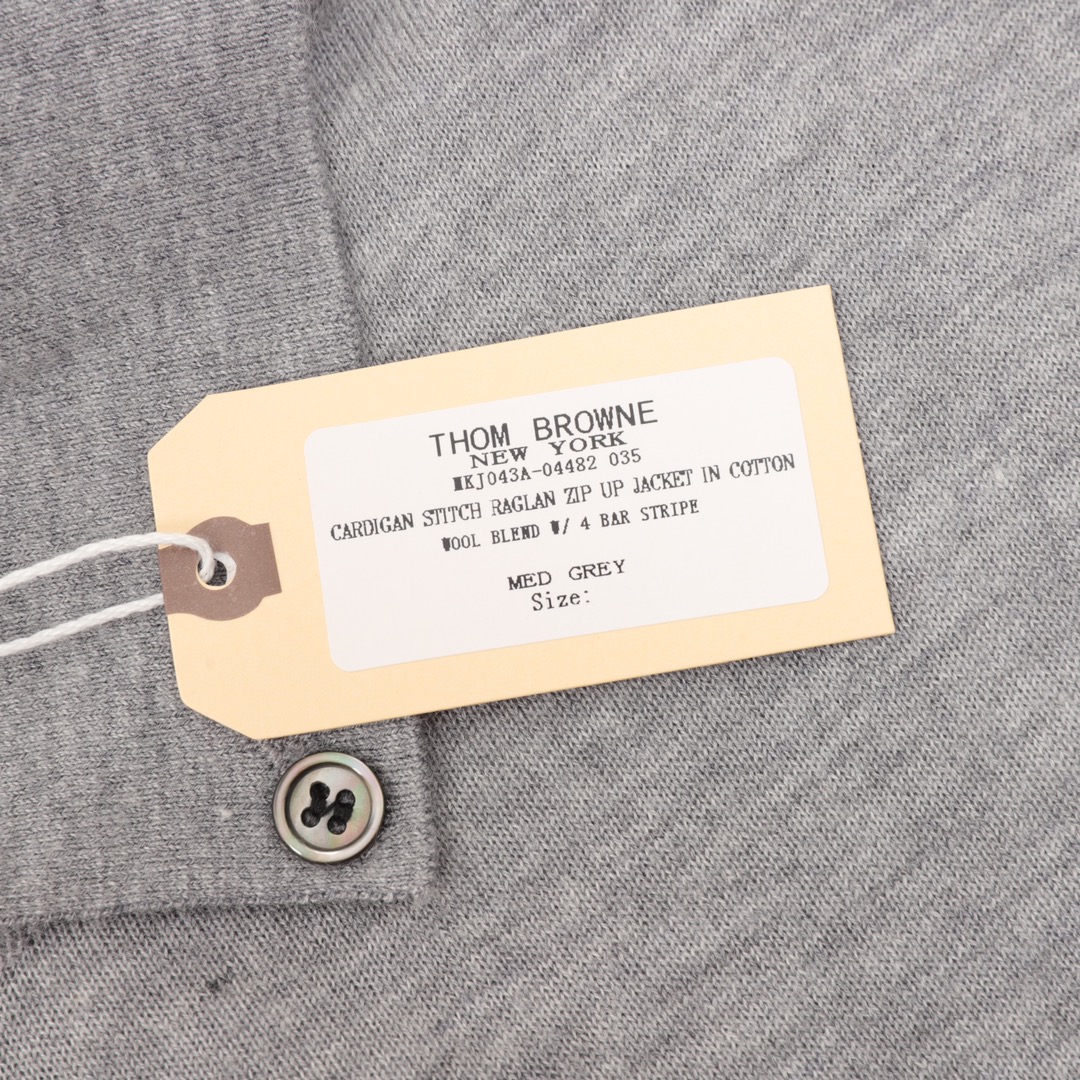 THOM BROWNE
NEW YORK
MKJ043A-04482 035
CARDIGAN STITCH RAGLAN ZIP UP JACKET IN COTTON
WOOL BLEND W/ 4 BAR STRIPE
MED GREY
Size: